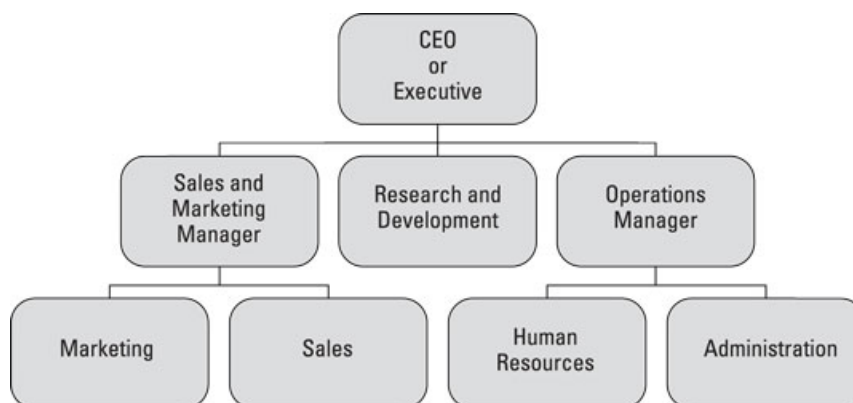 CEO
or
Executive
Sales and
Marketing
Manager
Research and
Development
Operations
Manager
Marketing
Sales
Human
Resources
Administration